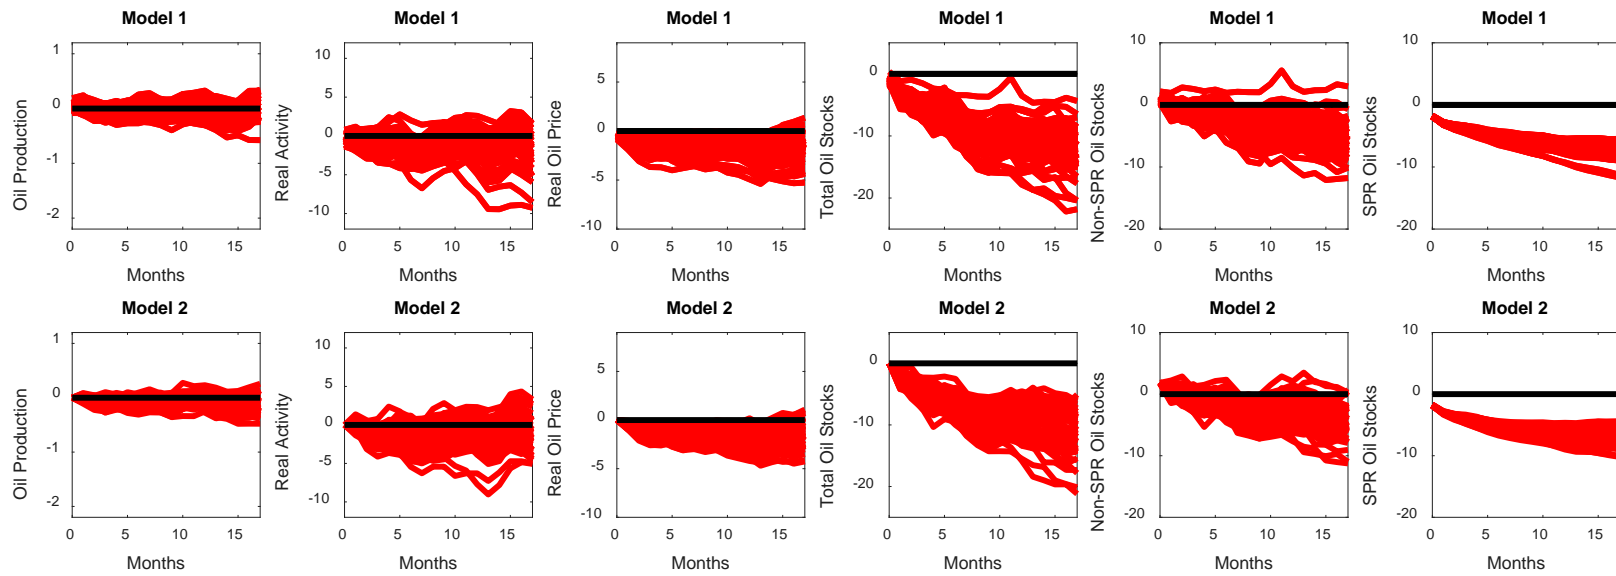 Model 1 Model 1 Model 1 Model 1 Model 1 Model 1
Oil Production
1
0
-1
-2
0 5 10 15
Months
Real Activity
10
5
0
-5
-10
0 5 10 15
Months
Real Oil Price
5
0
-5
-10
0 5 10 15
Months
Total Oil Stocks
0
-10
-20
0 5 10 15
Months
Non-SPR Oil Stocks
10
0
-10
-20
0 5 10 15
Months
SPR Oil Stocks
10
0
-10
-20
0 5 10 15
Months
Model 2 Model 2 Model 2 Model 2 Model 2 Model 2
Oil Production
1
0
-1
-2
0 5 10 15
Months
Real Activity
10
5
0
-5
-10
0 5 10 15
Months
Real Oil Price
5
0
-5
-10
0 5 10 15
Months
Total Oil Stocks
0
-10
-20
0 5 10 15
Months
Non-SPR Oil Stocks
10
0
-10
-20
0 5 10 15
Months
SPR Oil Stocks
10
0
-10
-20
0 5 10 15
Months